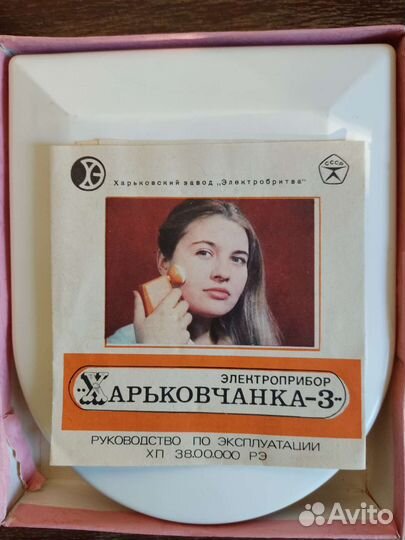 Харьковский завод „Электробритва"
СССР
ЭЛЕКТРОПРИБОР
„ХАРЬКОВЧАНКА-3"
РУКОВОДСТВО ПО ЭКСПЛУАТАЦИИ
ХП 38.00.000 РЭ
Avito